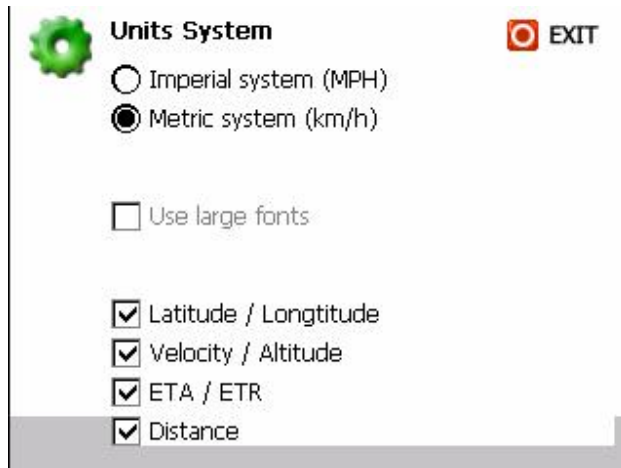 Units System
EXIT
Imperial system (MPH)
Metric system (km/h)
Use large fonts
Latitude / Longtitude
Velocity / Altitude
ETA / ETR
Distance